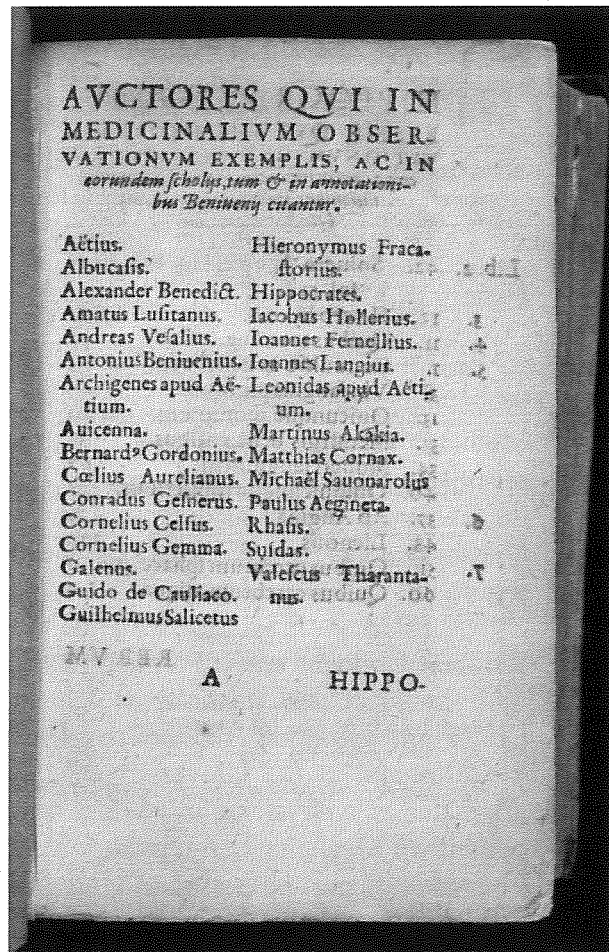 AVCTORES QVI IN
MEDICINALIVM OBSER-
VATIONVM EXEMPLIS, AC IN
eorundem scholijs, tum & in annotationi-
bus Beniuenij citantur.
Aëtius.
Albucasis.
Alexander Benedict.
Amatus Lusitanus.
Andreas Vesalius.
Antonius Beniuenius.
Archigenes apud Aë-
tium.
Auicenna.
Bernardꝰ Gordonius.
Cœlius Aurelianus.
Conradus Gesnerus.
Cornelius Celsus.
Cornelius Gemma.
Galenus.
Guido de Cauliaco.
Guilhelmus Salicetus
Hieronymus Fraca-
storius.
Hippocrates.
Iacobus Hollerius.
Ioannes Fernellius.
Ioannes Langius.
Leonidas apud Aëti-
um.
Martinus Akakia.
Matthias Cornax.
Michaël Sauonarolus
Paulus Aegineta.
Rhasis.
Suidas.
Valescus Tharanta-
nus.
A HIPPO-